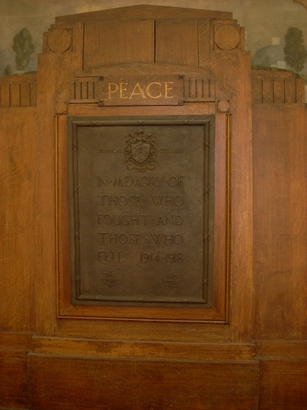 PEACE
IN MEMORY OF
THOSE WHO
FOUGHT AND
THOSE WHO
FELL 1914-1918